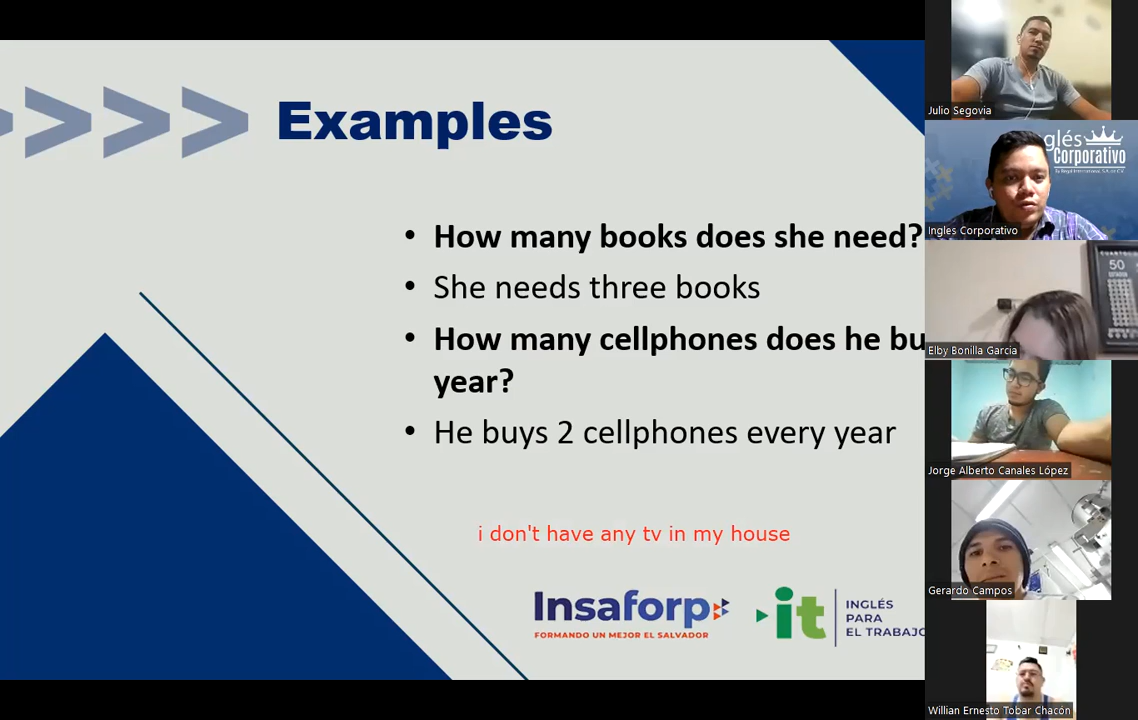 Examples
• How many books does she need?
• She needs three books
• How many cellphones does he bu
year?
• He buys 2 cellphones every year
i don't have any tv in my house
Insaforp
FORMANDO UN MEJOR EL SALVADOR
it
INGLÉS
PARA
EL TRABAJO
Julio Segovia
glés
Corporativo
Ingles Corporativo
50
Elby Bonilla Garcia
Jorge Alberto Canales López
Gerardo Campos
Willian Ernesto Tobar Chacón